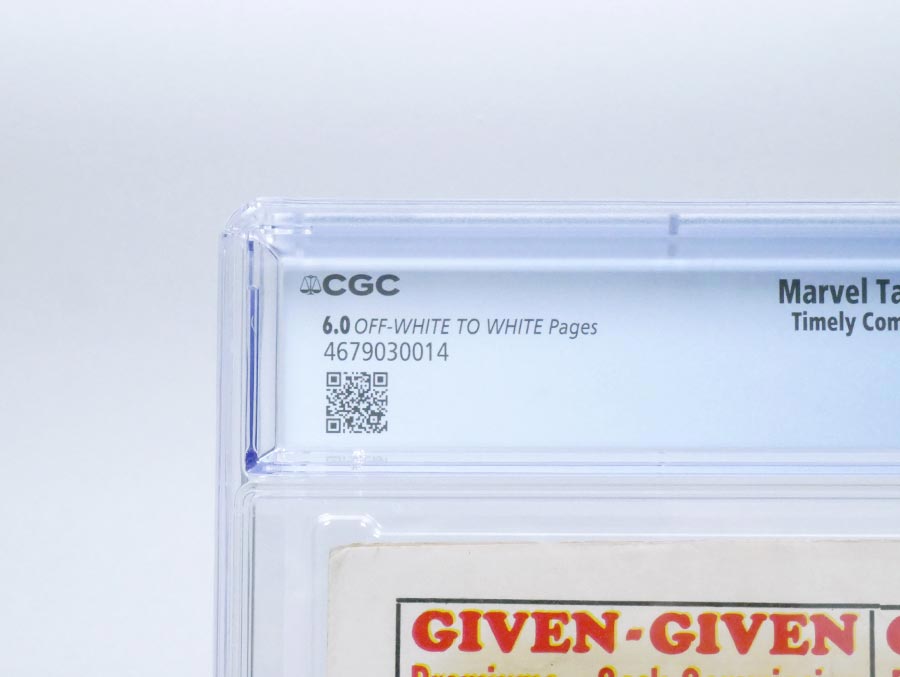 CGC
6.0 OFF-WHITE TO WHITE Pages
4679030014
Marvel Ta
Timely Com
GIVEN-GIVEN